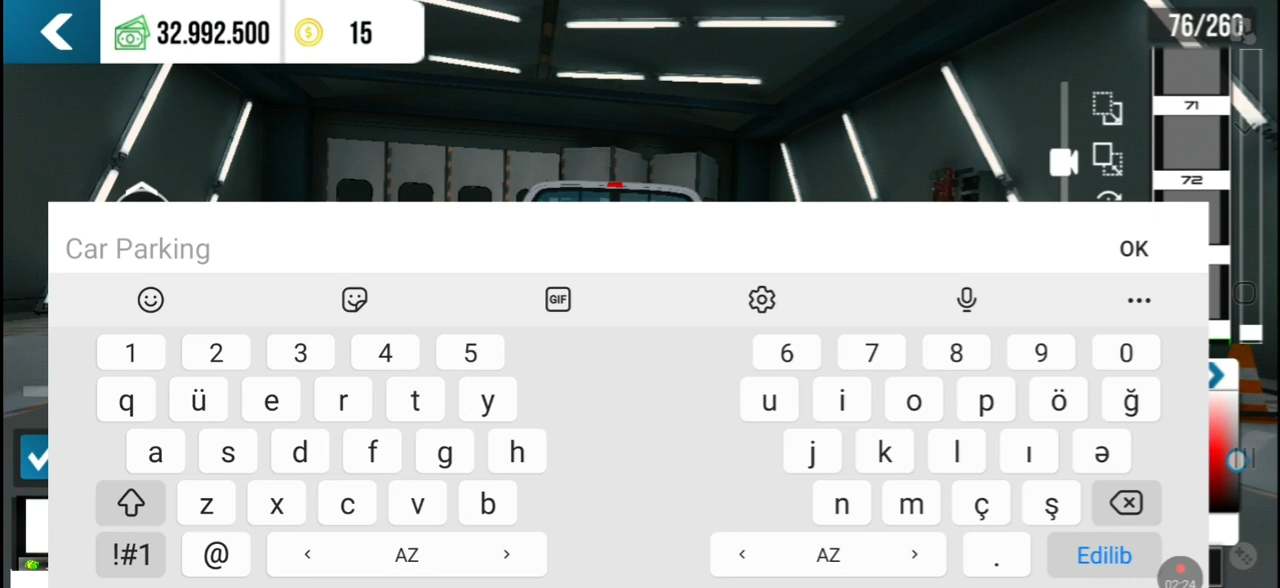 32.992.500 15 76/260
71
72
Car Parking OK
GIF
1 2 3 4 5 6 7 8 9 0
q ü e r t y u i o p ö ğ
a s d f g h j k l ı ə
z x c v b n m ç ş
!#1 @ < AZ > < AZ > . Edilib
02:24